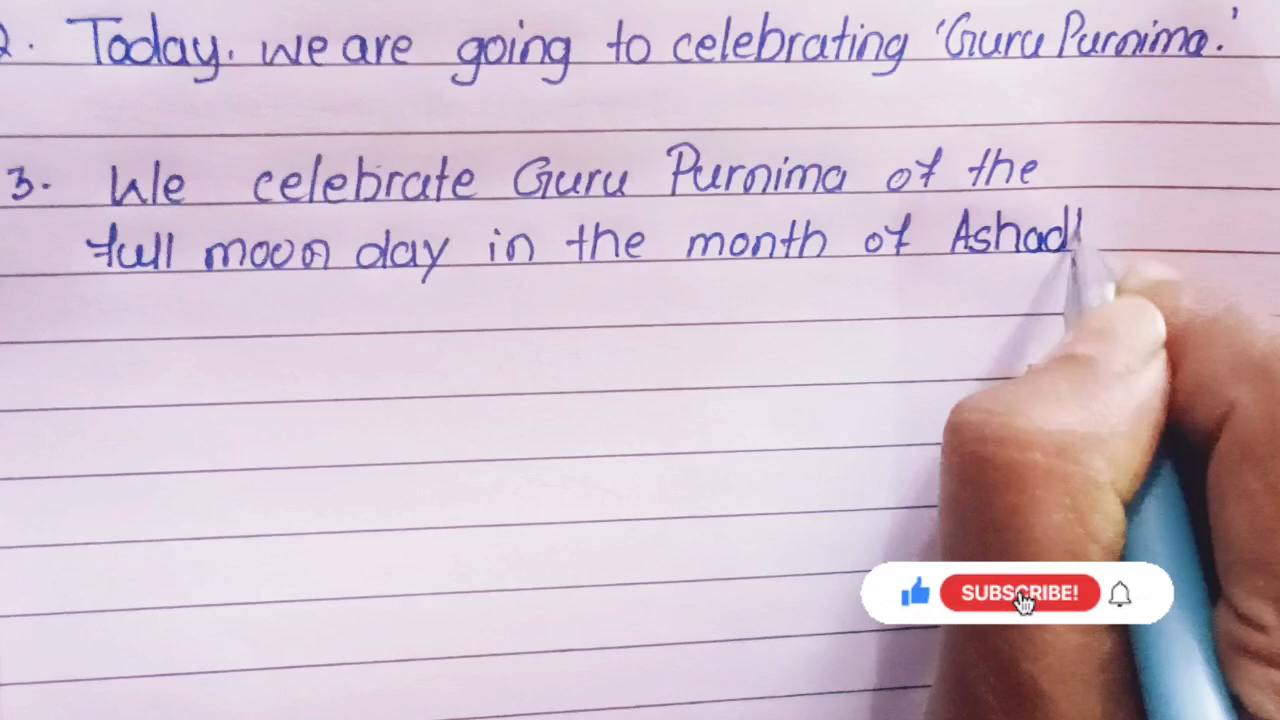 2. Today, we are going to celebrating 'Guru Purnima.'
3. We celebrate Guru Purnima of the
full moon day in the month of Ashad
SUBSCRIBE!